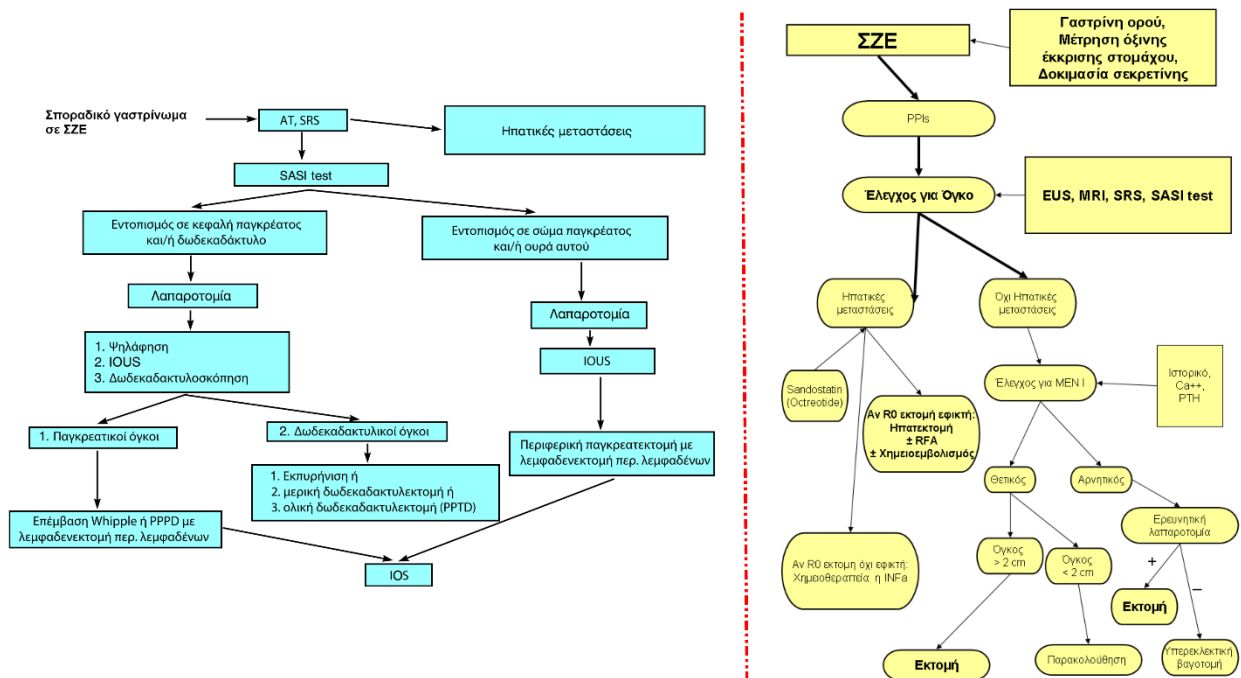 Σποραδικό γαστρίνωμα
σε ΣΖΕ
AT, SRS
Ηπατικές μεταστάσεις
SASI test
Εντοπισμός σε κεφαλή παγκρέατος
και/ή δωδεκαδάκτυλο
Εντοπισμός σε σώμα παγκρέατος
και/ή ουρά αυτού
Λαπαροτομία
Λαπαροτομία
1. Ψηλάφηση
2. IOUS
3. Δωδεκαδακτυλοσκόπηση
IOUS
1. Παγκρεατικοί όγκοι
2. Δωδεκαδακτυλικοί όγκοι
Περιφερική παγκρεατεκτομή με
λεμφαδενεκτομή περ. λεμφαδένων
1. Εκπυρήνιση ή
2. μερική δωδεκαδακτυλεκτομή ή
3. ολική δωδεκαδακτυλεκτομή (PPTD)
Επέμβαση Whipple ή PPPD με
λεμφαδενεκτομή περ. λεμφαδένων
IOS
ΣΖΕ
Γαστρίνη ορού,
Μέτρηση όξινης
έκκρισης στομάχου,
Δοκιμασία σεκρετίνης
PPIs
Έλεγχος για Όγκο
EUS, MRI, SRS, SASI test
Ηπατικές
μεταστάσεις
Όχι Ηπατικές
μεταστάσεις
Sandostatin
(Octreotide)
Αν R0 εκτομή εφικτή:
Ηπατεκτομή
± RFA
± Χημειοεμβολισμός
Έλεγχος για MEN I
Ιστορικό,
Ca++,
PTH
Θετικός
Αρνητικός
Ερευνητική
λαπαροτομία
Αν R0 εκτομη όχι εφικτή:
Χημειοθεραπεία η INFa
Όγκος
> 2 cm
Όγκος
< 2 cm
+
−
Εκτομή
Εκτομή
Παρακολούθηση
Υπερεκλεκτική
βαγοτομή